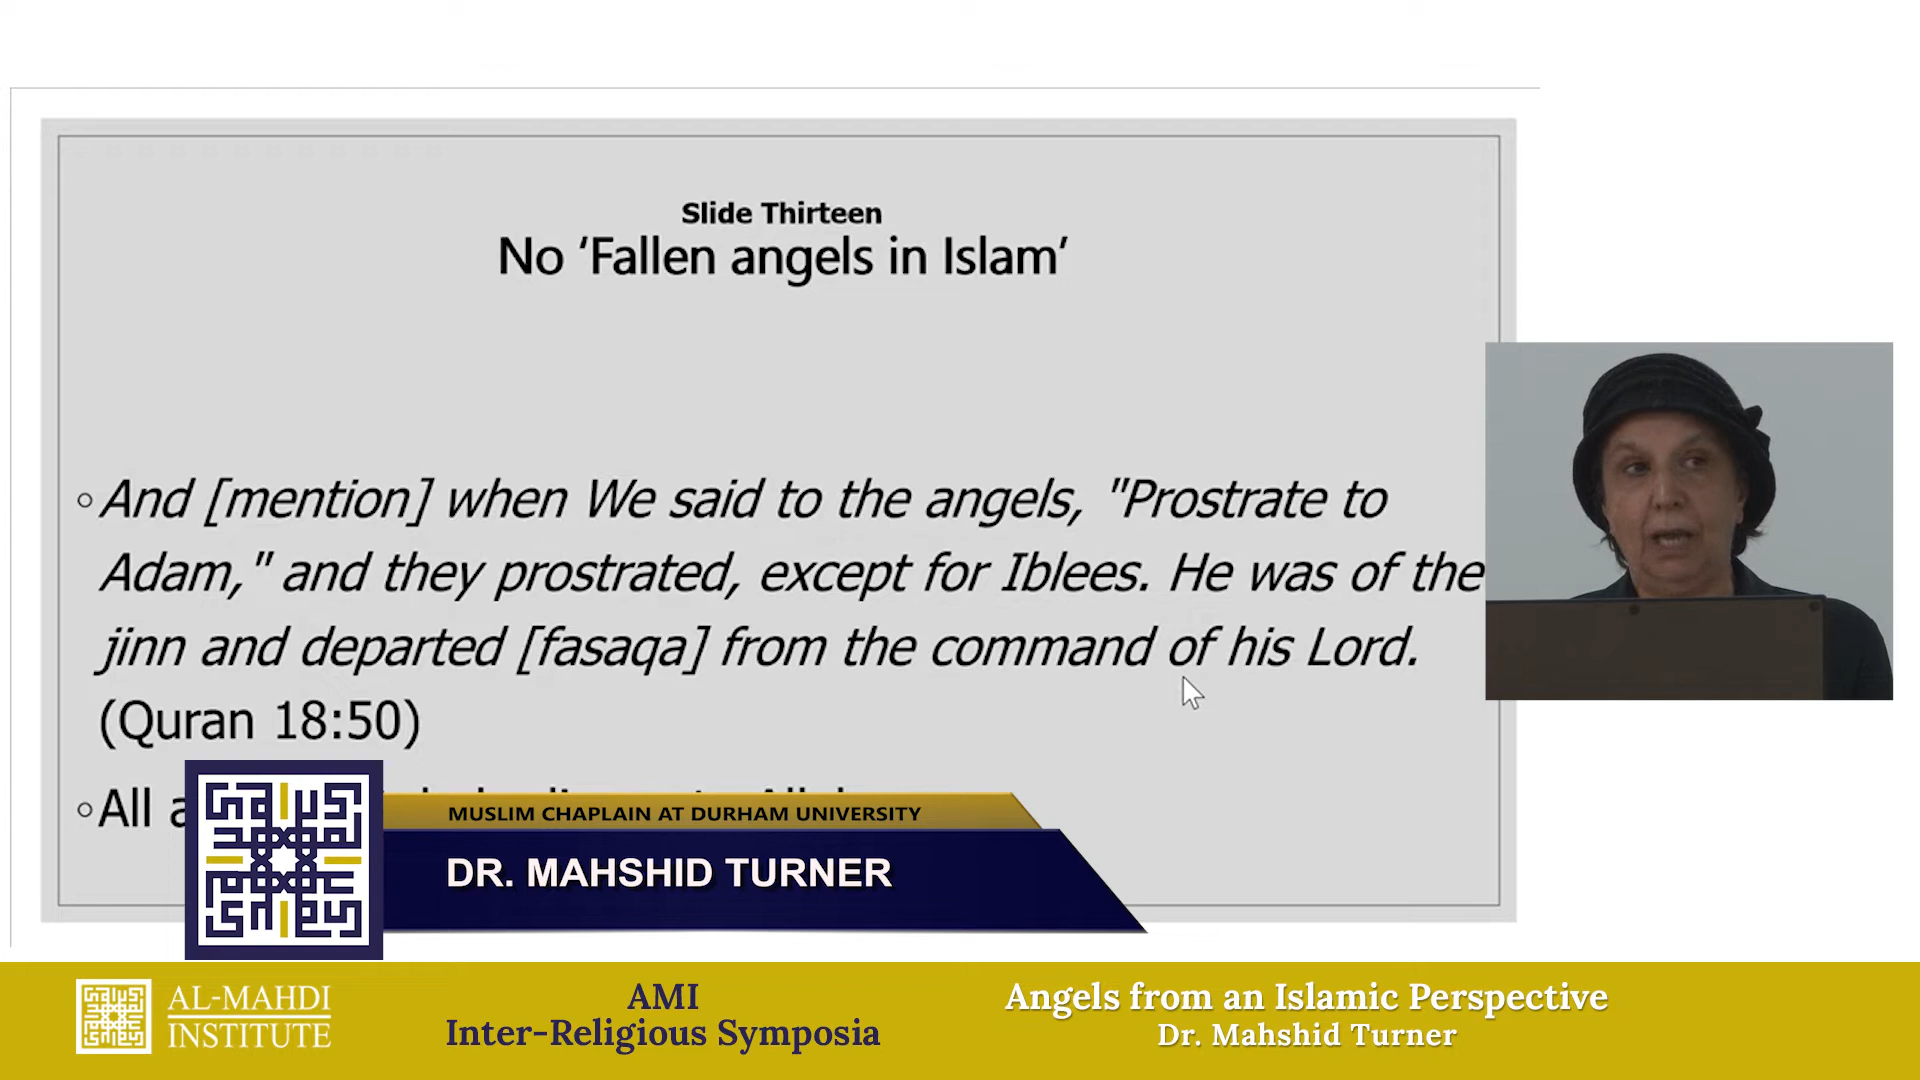 Slide Thirteen
No ‘Fallen angels in Islam’
◦And [mention] when We said to the angels, "Prostrate to
Adam," and they prostrated, except for Iblees. He was of the
jinn and departed [fasaqa] from the command of his Lord.
(Quran 18:50)
◦All
MUSLIM CHAPLAIN AT DURHAM UNIVERSITY
DR. MAHSHID TURNER
AL-MAHDI
INSTITUTE
AMI
Inter-Religious Symposia
Angels from an Islamic Perspective
Dr. Mahshid Turner